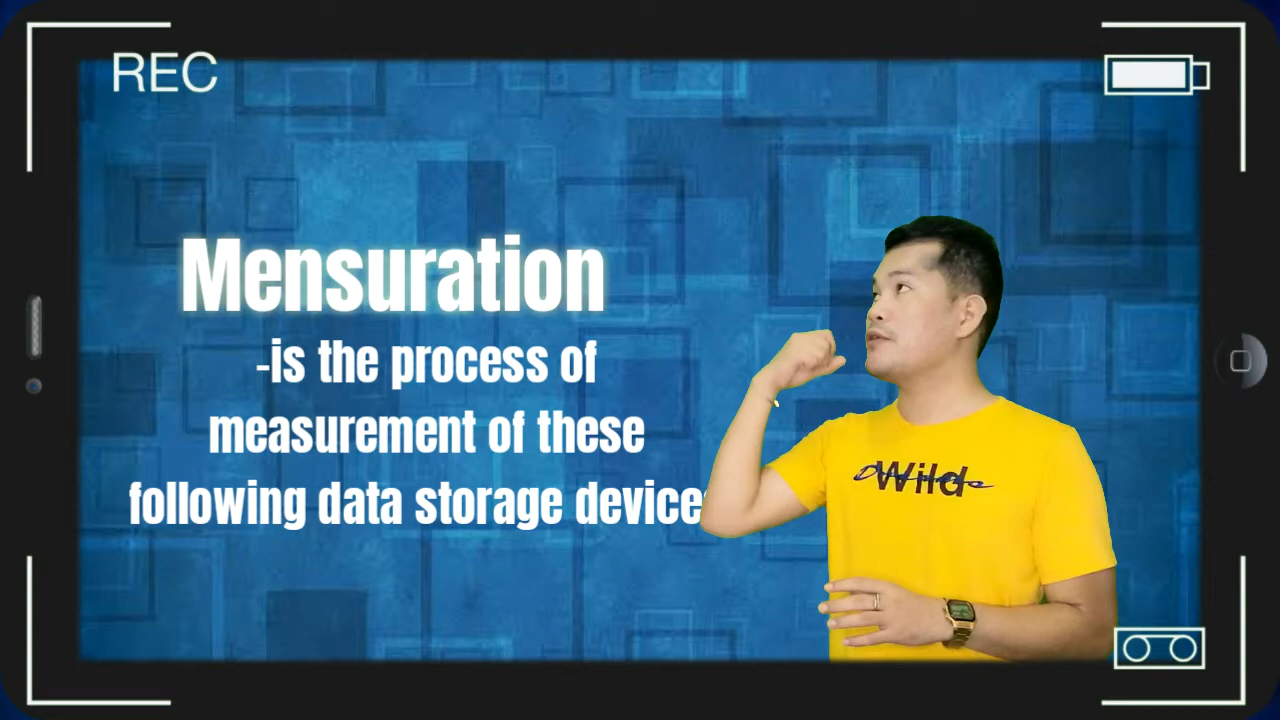 REC
Mensuration
-is the process of
measurement of these
following data storage device
Wild